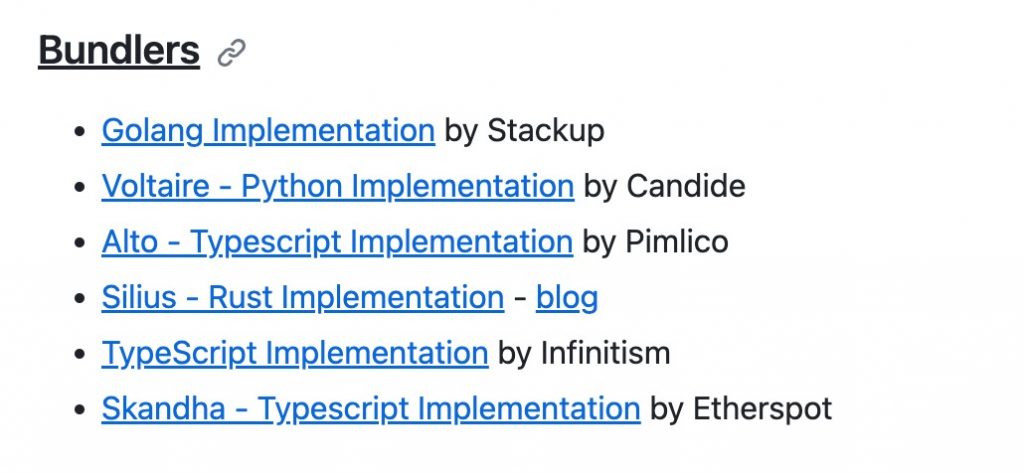 Bundlers
• Golang Implementation by Stackup
• Voltaire - Python Implementation by Candide
• Alto - Typescript Implementation by Pimlico
• Silius - Rust Implementation - blog
• TypeScript Implementation by Infinitism
• Skandha - Typescript Implementation by Etherspot